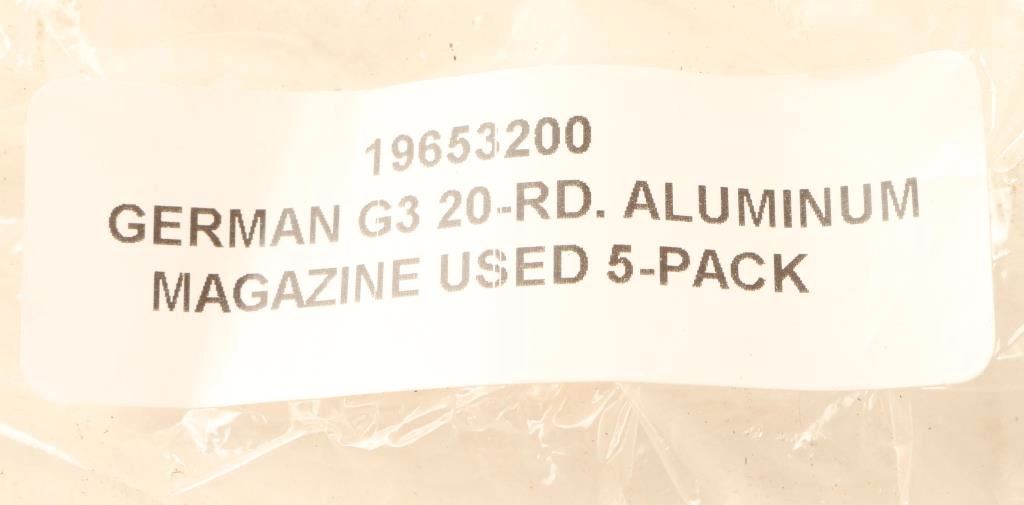 19653200
GERMAN G3 20-RD. ALUMINUM
MAGAZINE USED 5-PACK